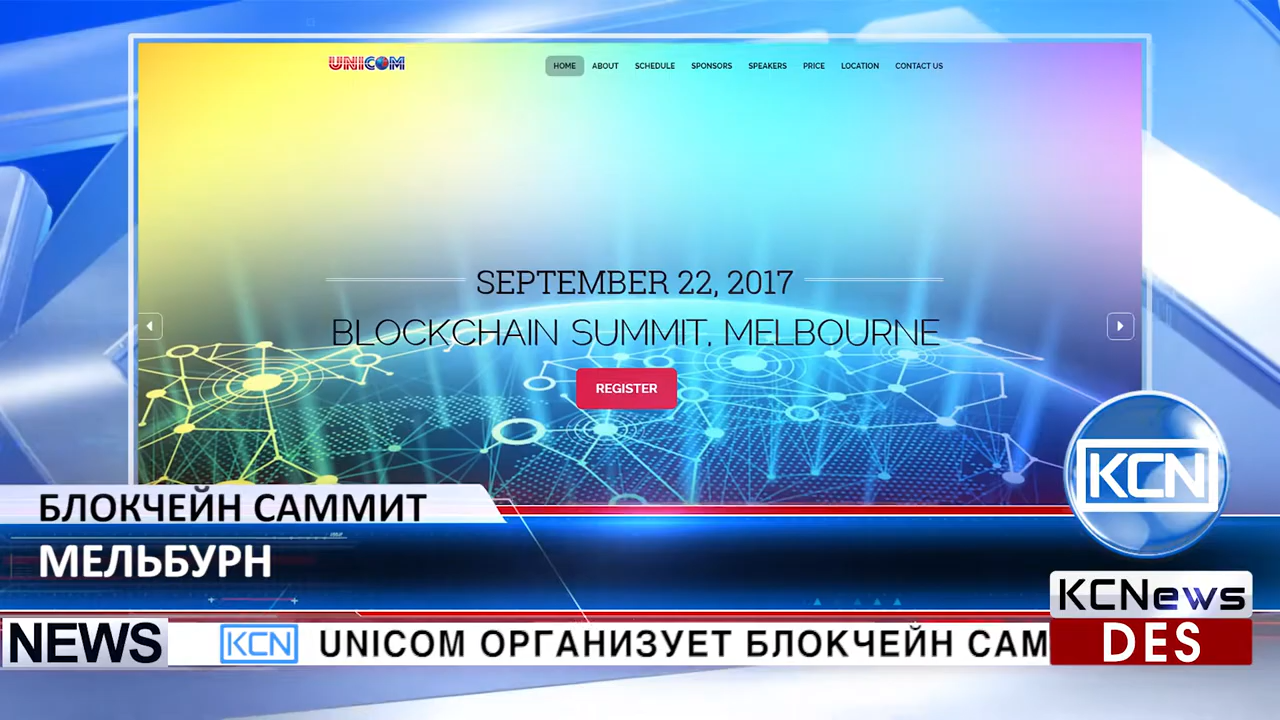 UNICOM
HOME ABOUT SCHEDULE SPONSORS SPEAKERS PRICE LOCATION CONTACT US
SEPTEMBER 22, 2017
BLOCKCHAIN SUMMIT, MELBOURNE
REGISTER
KCN
БЛОКЧЕЙН САММИТ
МЕЛЬБУРН
KCNews
DES
NEWS KCN UNICOM ОРГАНИЗУЕТ БЛОКЧЕЙН САМ